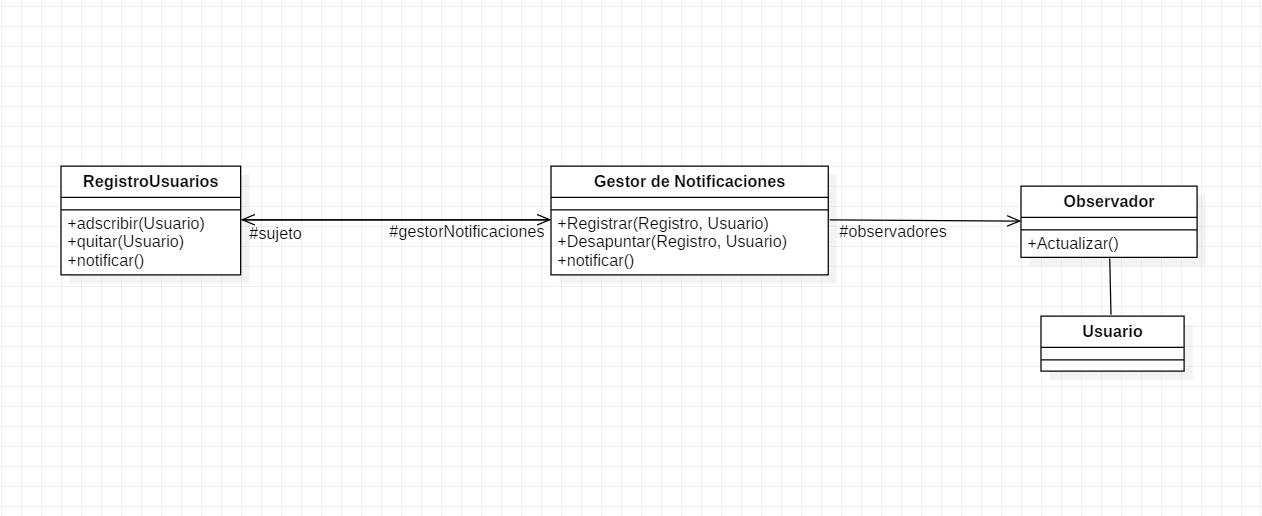 RegistroUsuarios
+adscribir(Usuario)
+quitar(Usuario)
+notificar()
#sujeto
#gestorNotificaciones
Gestor de Notificaciones
+Registrar(Registro, Usuario)
+Desapuntar(Registro, Usuario)
+notificar()
#observadores
Observador
+Actualizar()
Usuario